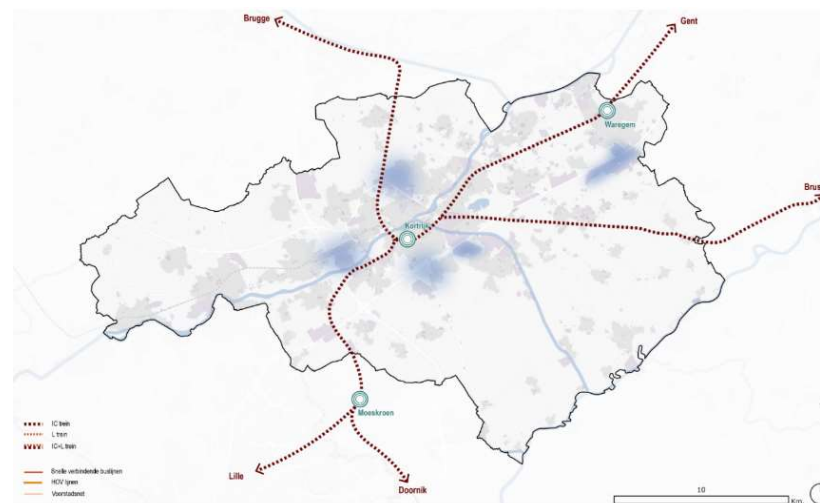 Brugge
Gent
Waregem
Brus
Kortrijk
Moeskroen
Lille
Doornik
IC trein
L trein
IC+L trein
Snelle verbindende buslijnen
HOV lijnen
Voorstadsnet
10
Km